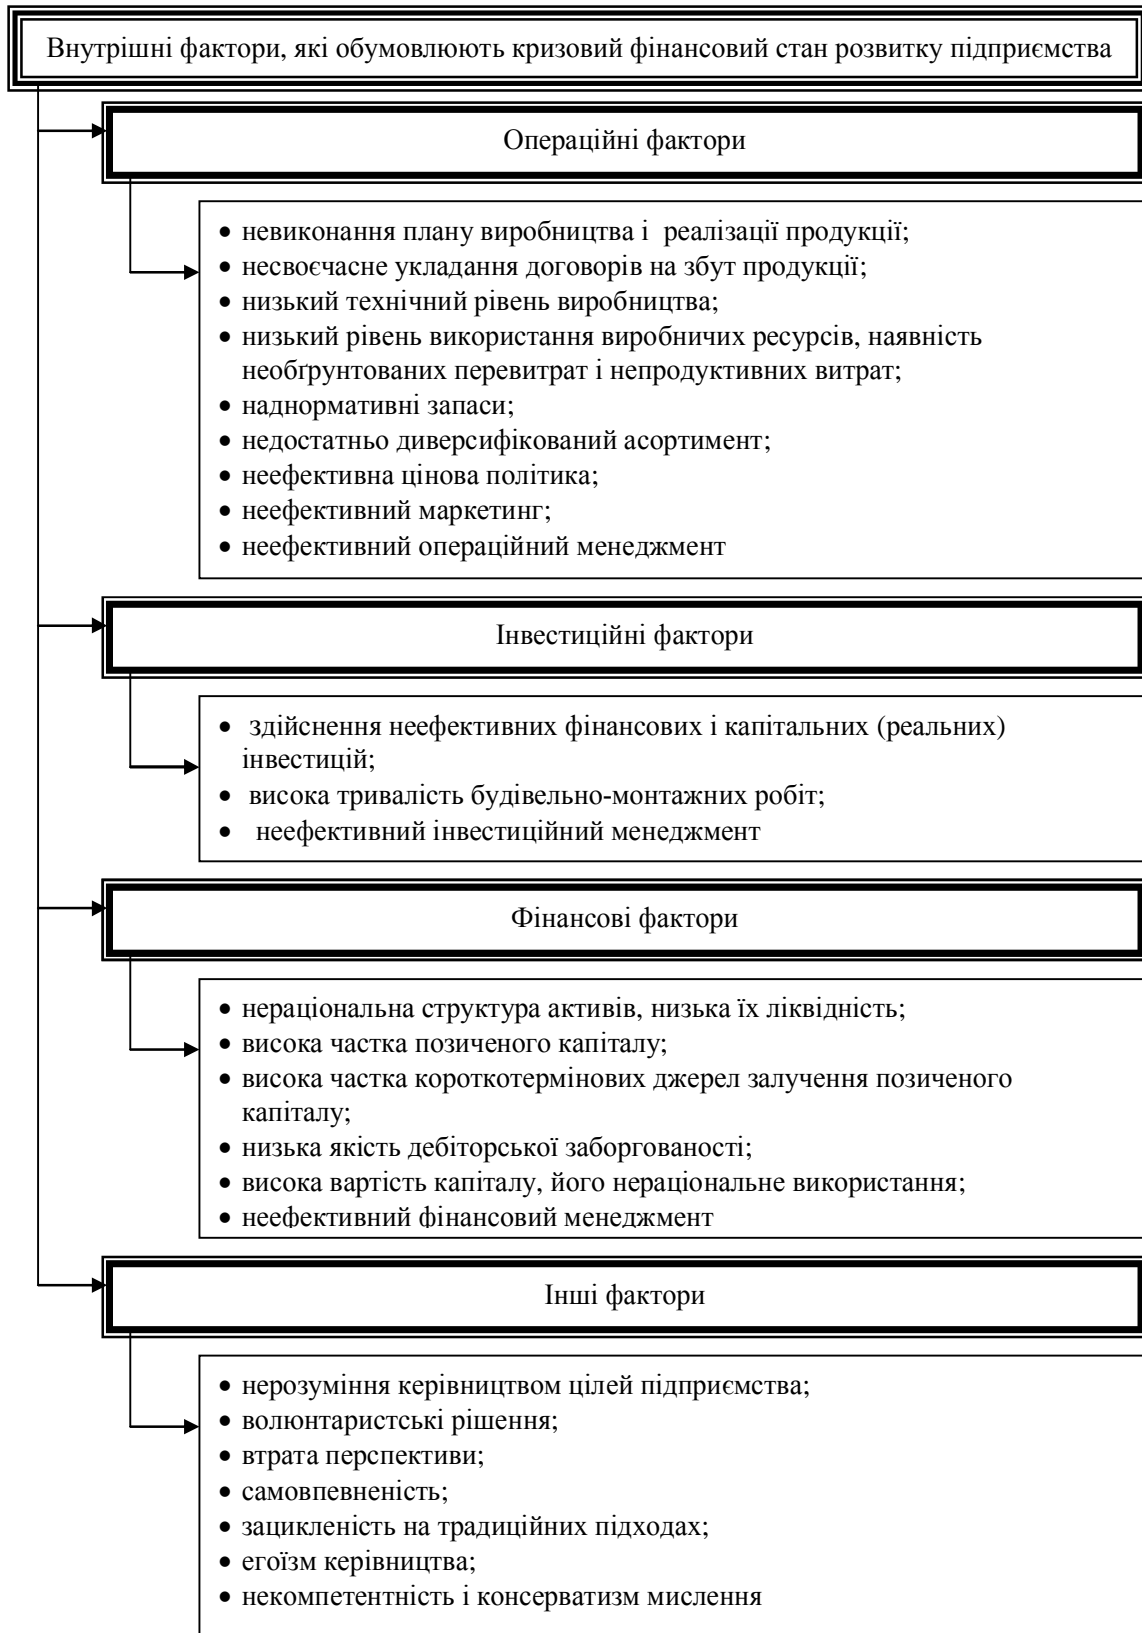 Внутрішні фактори, які обумовлюють кризовий фінансовий стан розвитку підприємства
Операційні фактори
• невиконання плану виробництва і реалізації продукції;
• несвоєчасне укладання договорів на збут продукції;
• низький технічний рівень виробництва;
• низький рівень використання виробничих ресурсів, наявність
необґрунтованих перевитрат і непродуктивних витрат;
• наднормативні запаси;
• недостатньо диверсифікований асортимент;
• неефективна цінова політика;
• неефективний маркетинг;
• неефективний операційний менеджмент
Інвестиційні фактори
• здійснення неефективних фінансових і капітальних (реальних)
інвестицій;
• висока тривалість будівельно-монтажних робіт;
• неефективний інвестиційний менеджмент
Фінансові фактори
• нераціональна структура активів, низька їх ліквідність;
• висока частка позиченого капіталу;
• висока частка короткотермінових джерел залучення позиченого
капіталу;
• низька якість дебіторської заборгованості;
• висока вартість капіталу, його нераціональне використання;
• неефективний фінансовий менеджмент
Інші фактори
• нерозуміння керівництвом цілей підприємства;
• волюнтаристські рішення;
• втрата перспективи;
• самовпевненість;
• зацикленість на традиційних підходах;
• егоїзм керівництва;
• некомпетентність і консерватизм мислення